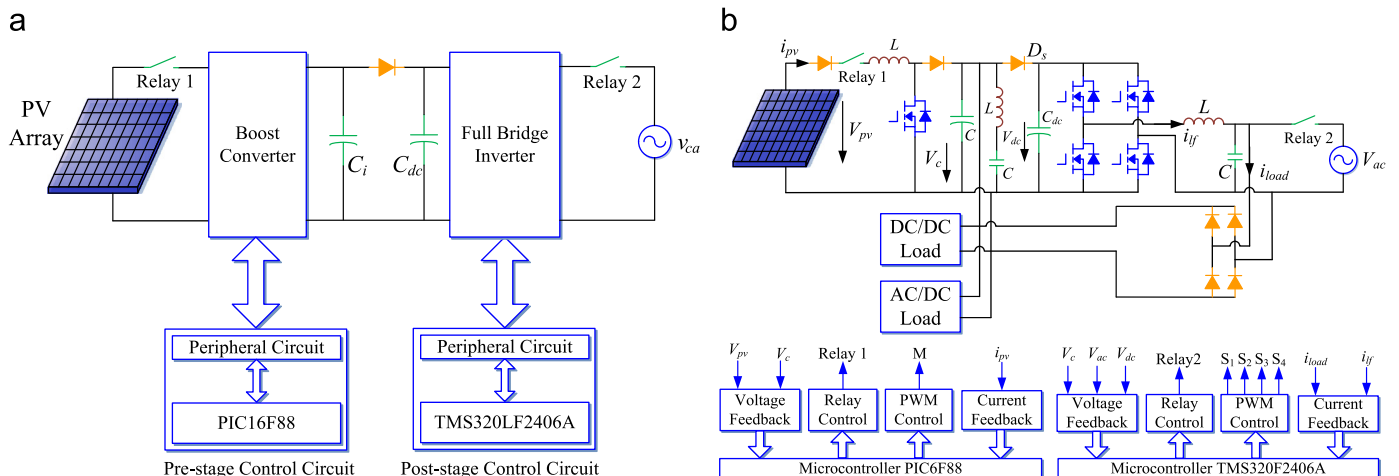 a
PV
Array
Relay 1
Boost
Converter
C_i
C_dc
Full Bridge
Inverter
Relay 2
v_ca
Peripheral Circuit
PIC16F88
Pre-stage Control Circuit
Peripheral Circuit
TMS320LF2406A
Post-stage Control Circuit
b
i_pv
Relay 1
L
D_s
V_pv
V_c
C
L
C
V_dc
C_dc
L
i_lf
C
i_load
Relay 2
V_ac
DC/DC
Load
AC/DC
Load
V_pv
V_c
Relay 1
M
i_pv
Voltage
Feedback
Relay
Control
PWM
Control
Current
Feedback
Microcontroller PIC6F88
V_c
V_ac
V_dc
Relay2
S1 S2 S3 S4
i_load
i_lf
Voltage
Feedback
Relay
Control
PWM
Control
Current
Feedback
Microcontroller TMS320F2406A